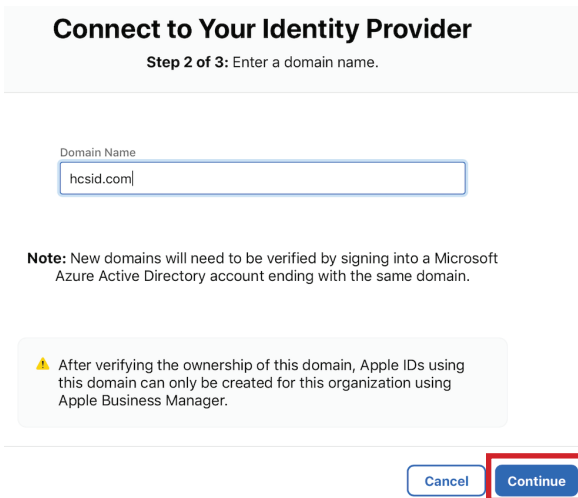 Connect to Your Identity Provider
Step 2 of 3: Enter a domain name.
Domain Name
hcsid.com
Note: New domains will need to be verified by signing into a Microsoft
Azure Active Directory account ending with the same domain.
After verifying the ownership of this domain, Apple IDs using
this domain can only be created for this organization using
Apple Business Manager.
Cancel
Continue